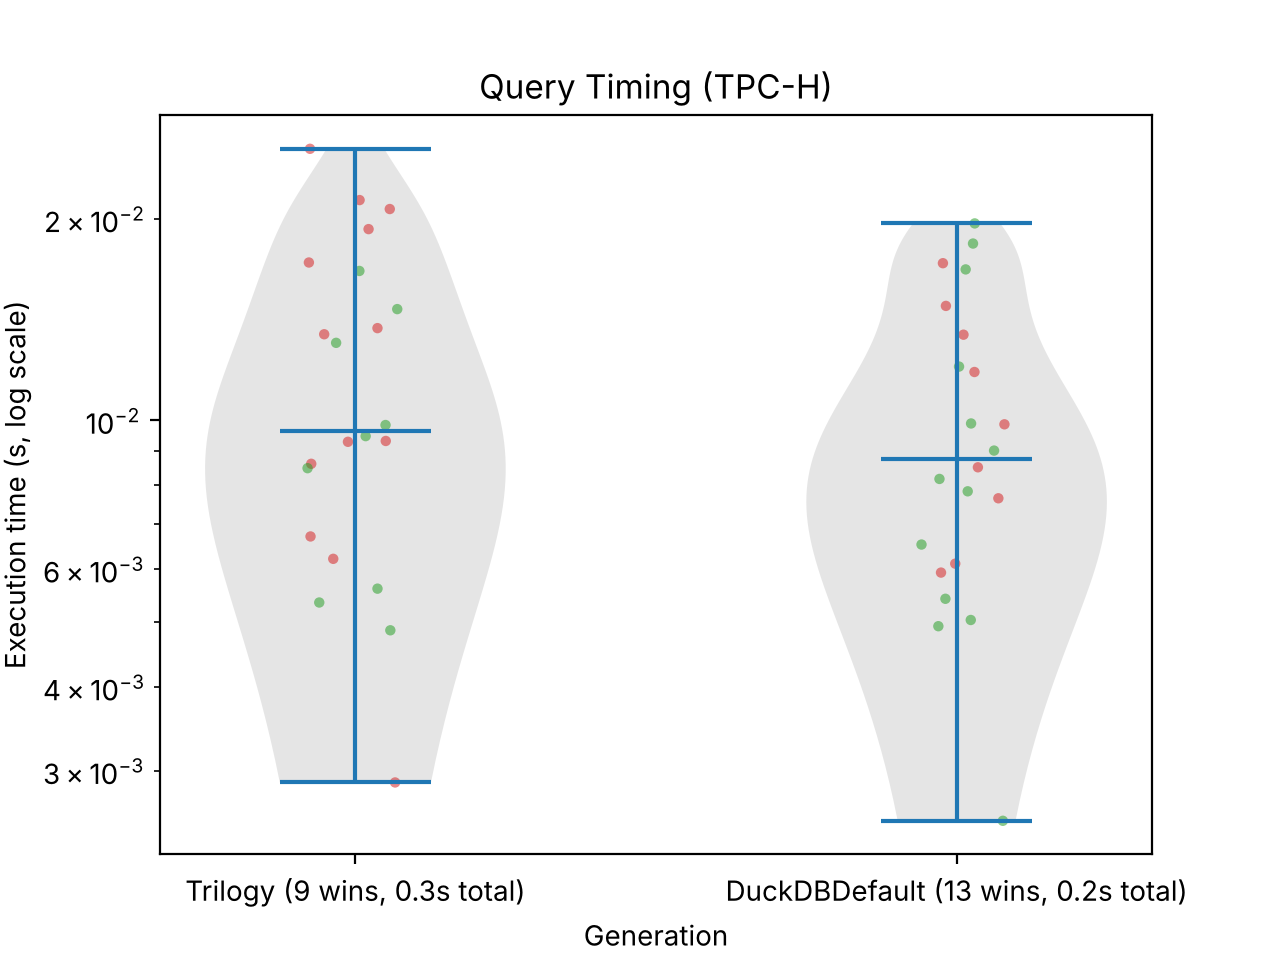 Query Timing (TPC-H)
Execution time (s, log scale)
2 × 10⁻²
10⁻²
6 × 10⁻³
4 × 10⁻³
3 × 10⁻³
Trilogy (9 wins, 0.3s total)
DuckDBDefault (13 wins, 0.2s total)
Generation